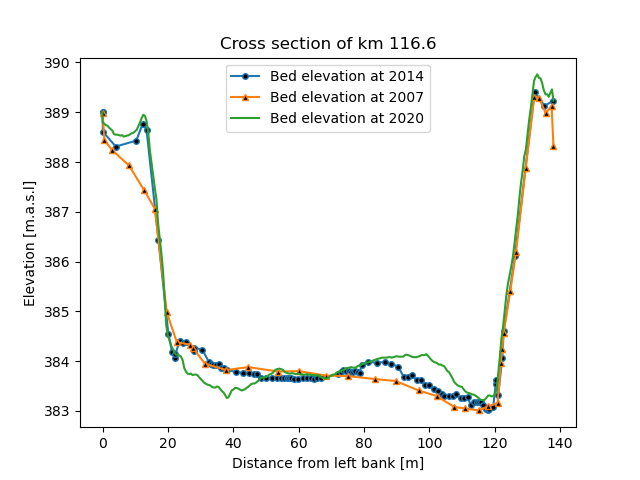 Cross section of km 116.6
Bed elevation at 2014
Bed elevation at 2007
Bed elevation at 2020
Elevation [m.a.s.l]
390
389
388
387
386
385
384
383
0 20 40 60 80 100 120 140
Distance from left bank [m]